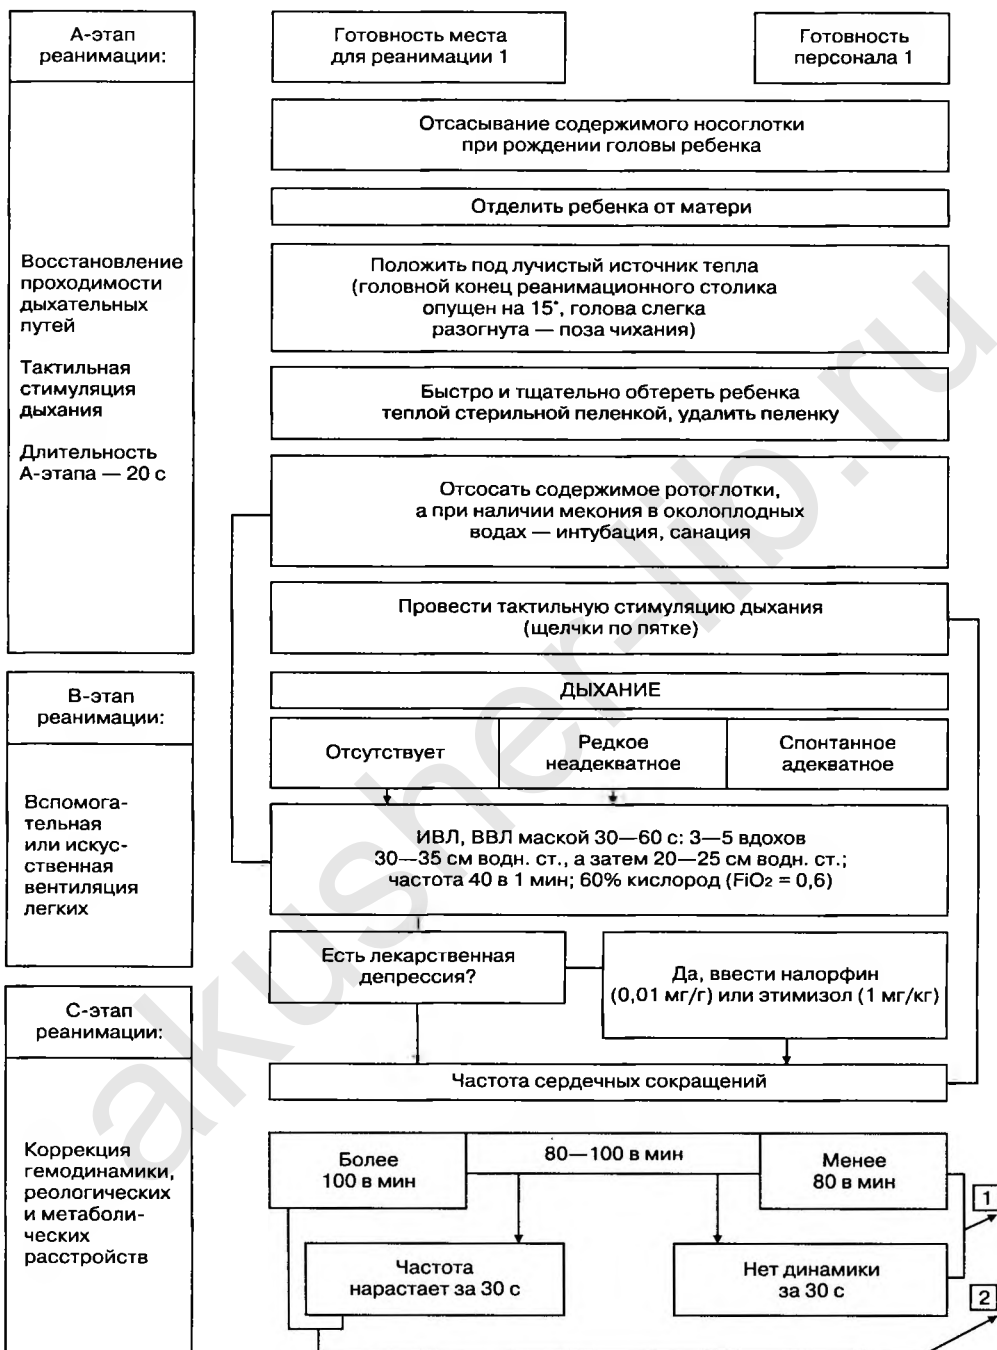 А-этап
реанимации:
Готовность места
для реанимации 1
Готовность
персонала 1
Отсасывание содержимого носоглотки
при рождении головы ребенка
Отделить ребенка от матери
Положить под лучистый источник тепла
(головной конец реанимационного столика
опущен на 15°, голова слегка
разогнута — поза чихания)
Быстро и тщательно обтереть ребенка
теплой стерильной пеленкой, удалить пеленку
Отсосать содержимое ротоглотки,
а при наличии мекония в околоплодных
водах — интубация, санация
Провести тактильную стимуляцию дыхания
(щелчки по пятке)
Восстановление
проходимости
дыхательных
путей
Тактильная
стимуляция
дыхания
Длительность
А-этапа — 20 с
В-этап
реанимации:
Вспомога-
тельная
или искус-
ственная
вентиляция
легких
ДЫХАНИЕ
Отсутствует
Редкое
неадекватное
Спонтанное
адекватное
ИВЛ, ВВЛ маской 30—60 с: 3—5 вдохов
30—35 см водн. ст., а затем 20—25 см водн. ст.;
частота 40 в 1 мин; 60% кислород (FiO2 = 0,6)
Есть лекарственная
депрессия?
Да, ввести налорфин
(0,01 мг/г) или этимизол (1 мг/кг)
С-этап
реанимации:
Коррекция
гемодинамики,
реологических
и метаболи-
ческих
расстройств
Частота сердечных сокращений
Более
100 в мин
80—100 в мин
Менее
80 в мин
1
Частота
нарастает за 30 с
Нет динамики
за 30 с
2
akusher-lib.ru